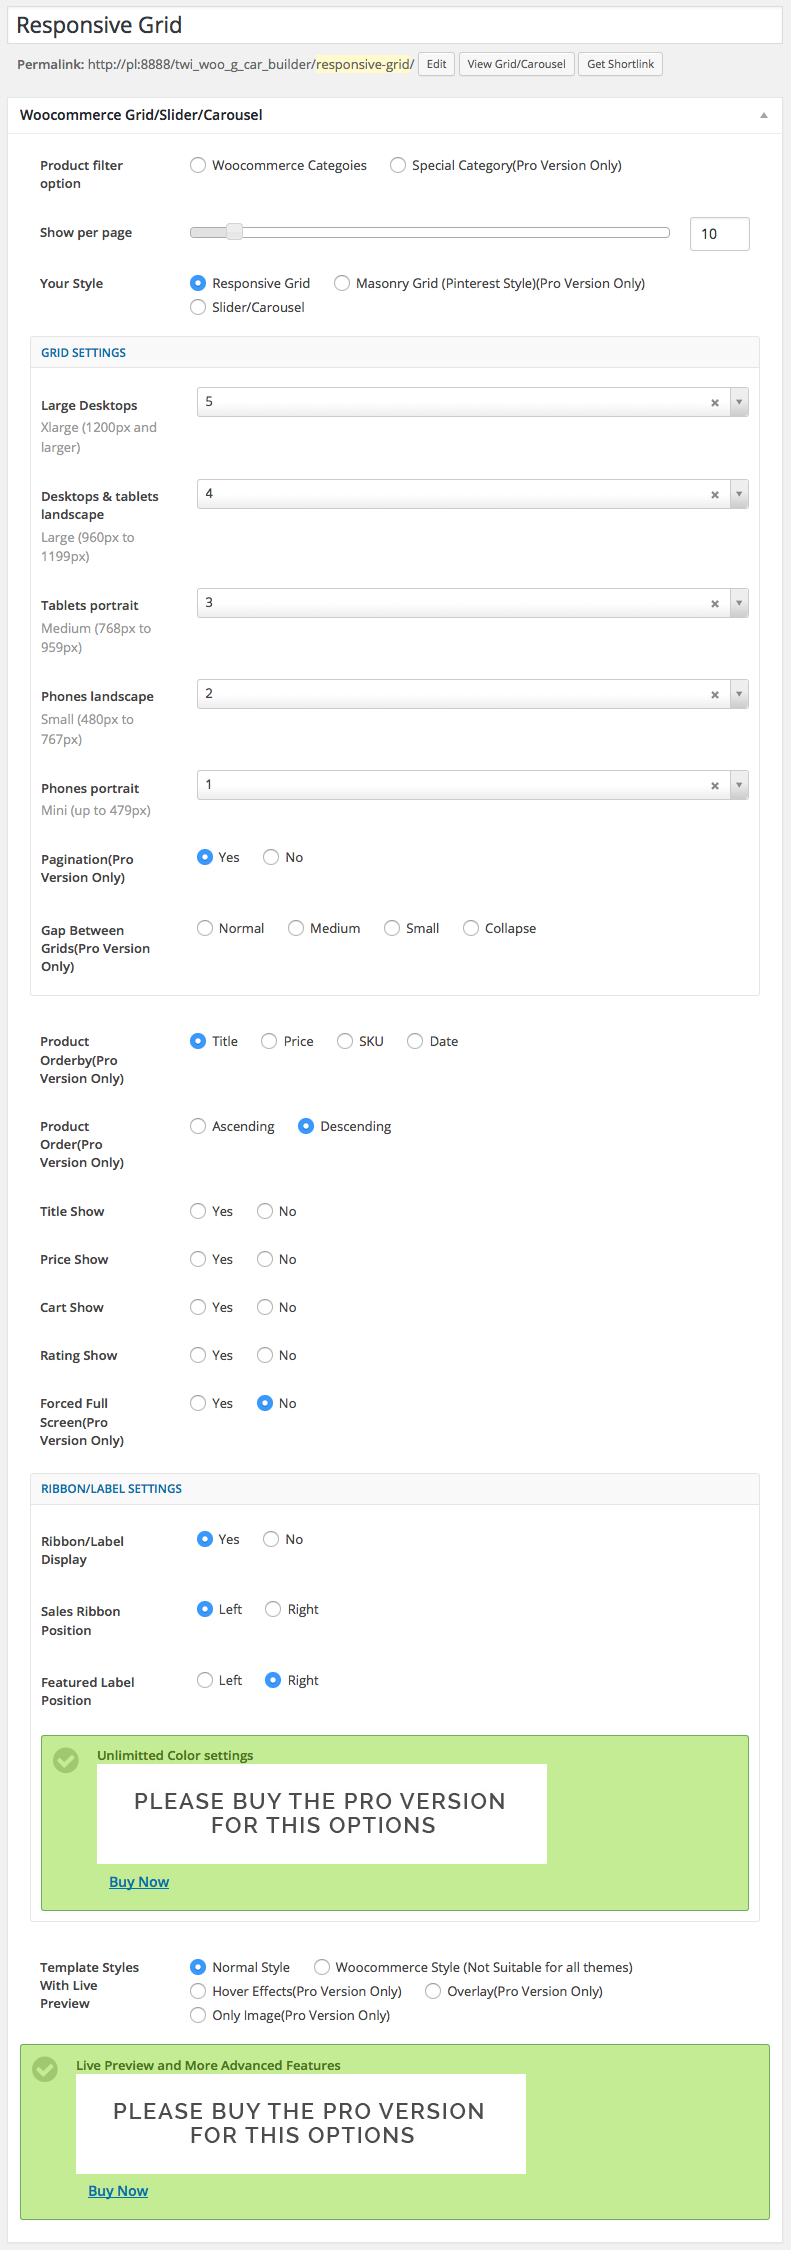 Responsive Grid
Permalink: http://pl:8888/twi_woo_g_car_builder/responsive-grid/ Edit View Grid/Carousel Get Shortlink
Woocommerce Grid/Slider/Carousel
Product filter option
Woocommerce Categoies Special Category(Pro Version Only)
Show per page 10
Your Style
Responsive Grid Masonry Grid (Pinterest Style)(Pro Version Only)
Slider/Carousel
GRID SETTINGS
Large Desktops 5
Xlarge (1200px and
larger)
Desktops & tablets 4
landscape
Large (960px to
1199px)
Tablets portrait 3
Medium (768px to
959px)
Phones landscape 2
Small (480px to
767px)
Phones portrait 1
Mini (up to 479px)
Pagination(Pro Yes No
Version Only)
Gap Between Normal Medium Small Collapse
Grids(Pro Version
Only)
Product Title Price SKU Date
Orderby(Pro
Version Only)
Product Ascending Descending
Order(Pro
Version Only)
Title Show Yes No
Price Show Yes No
Cart Show Yes No
Rating Show Yes No
Forced Full Yes No
Screen(Pro
Version Only)
RIBBON/LABEL SETTINGS
Ribbon/Label Yes No
Display
Sales Ribbon Left Right
Position
Featured Label Left Right
Position
Unlimitted Color settings
PLEASE BUY THE PRO VERSION
FOR THIS OPTIONS
Buy Now
Template Styles Normal Style Woocommerce Style (Not Suitable for all themes)
With Live Hover Effects(Pro Version Only) Overlay(Pro Version Only)
Preview Only Image(Pro Version Only)
Live Preview and More Advanced Features
PLEASE BUY THE PRO VERSION
FOR THIS OPTIONS
Buy Now